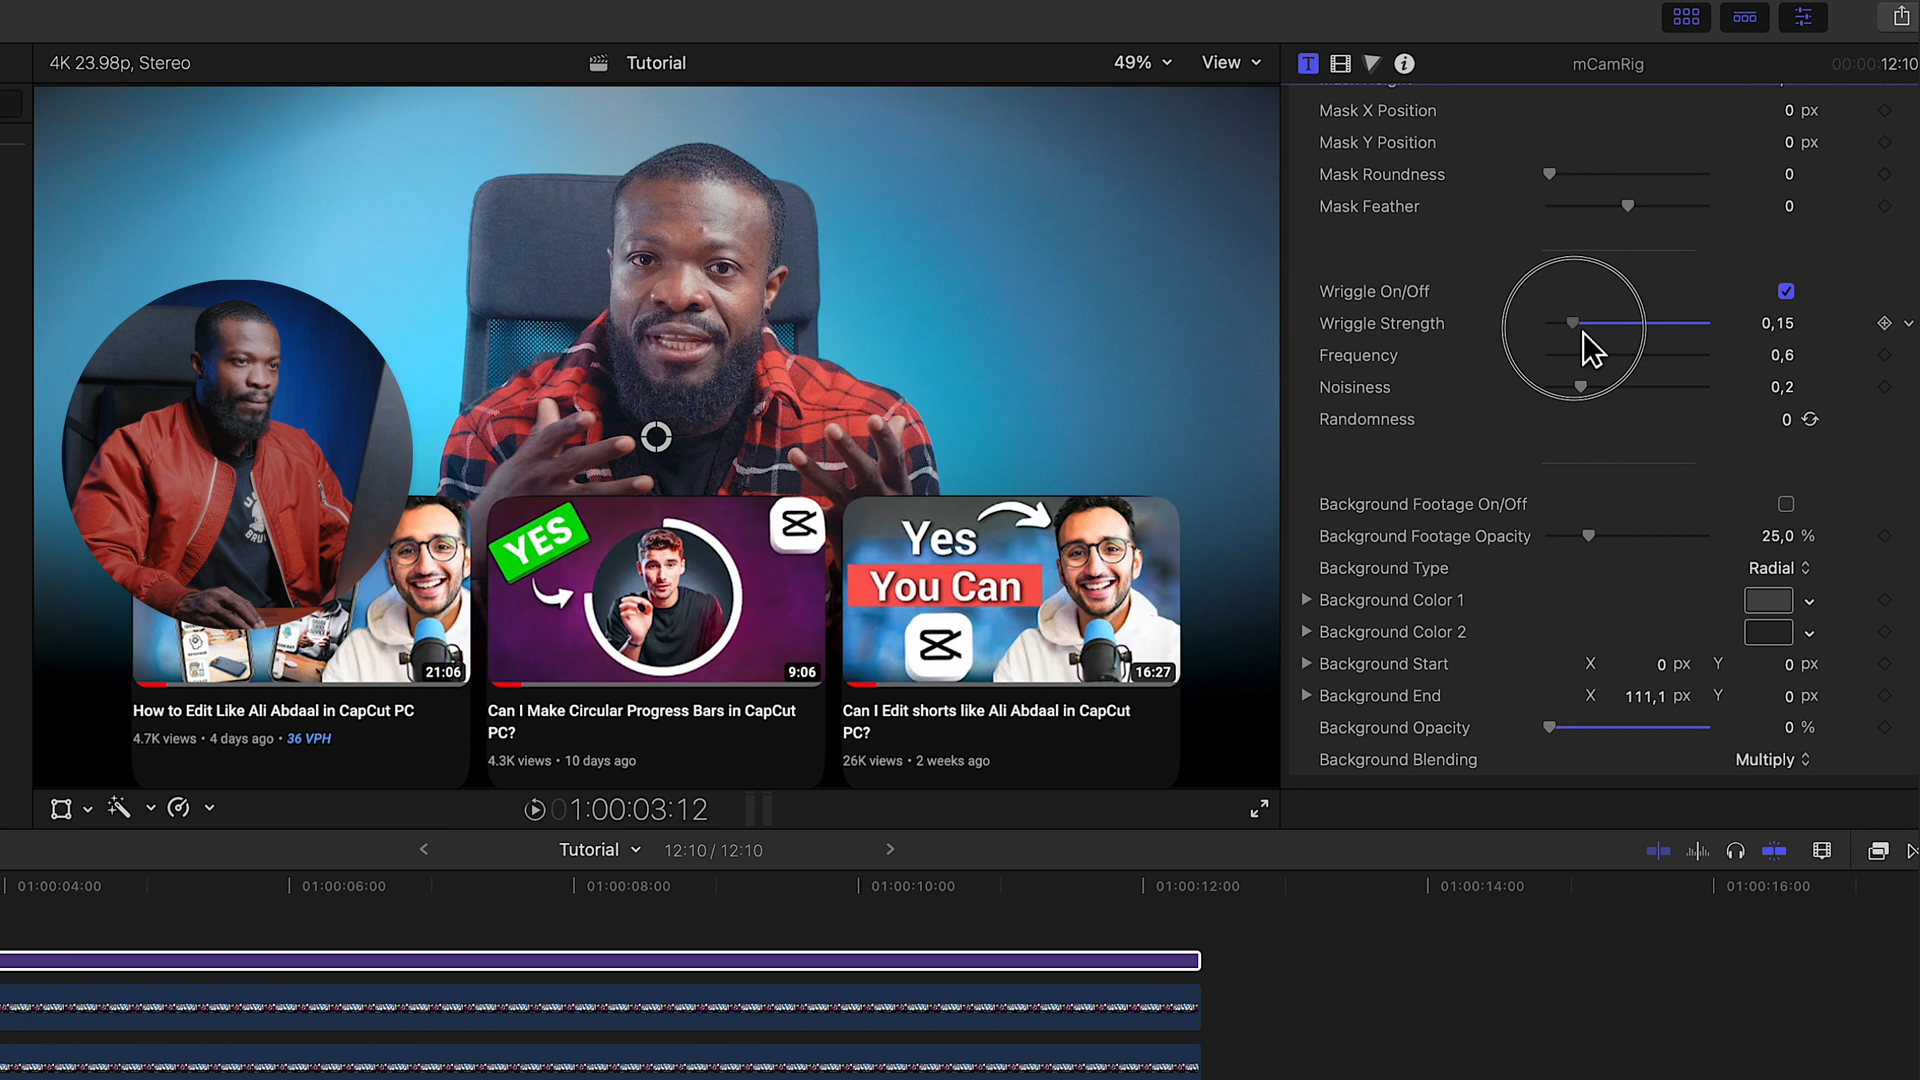 4K 23.98p, Stereo
Tutorial
49%
View
T
i
mCamRig
00:00:12:10
Mask X Position
0 px
Mask Y Position
0 px
Mask Roundness
0
Mask Feather
0
Wriggle On/Off
Wriggle Strength
0,15
Frequency
0,6
Noisiness
0,2
Randomness
0
Background Footage On/Off
Background Footage Opacity
25,0 %
Background Type
Radial
Background Color 1
Background Color 2
Background Start
X 0 px Y 0 px
Background End
X 111,1 px Y 0 px
Background Opacity
0 %
Background Blending
Multiply
21:06
How to Edit Like Ali Abdaal in CapCut PC
4.7K views • 4 days ago • 36 VPH
YES
9:06
Can I Make Circular Progress Bars in CapCut
PC?
4.3K views • 10 days ago
Yes
You Can
16:27
Can I Edit shorts like Ali Abdaal in CapCut
PC?
26K views • 2 weeks ago
01:00:03:12
Tutorial
12:10 / 12:10
01:00:04:00
01:00:06:00
01:00:08:00
01:00:10:00
01:00:12:00
01:00:14:00
01:00:16:00